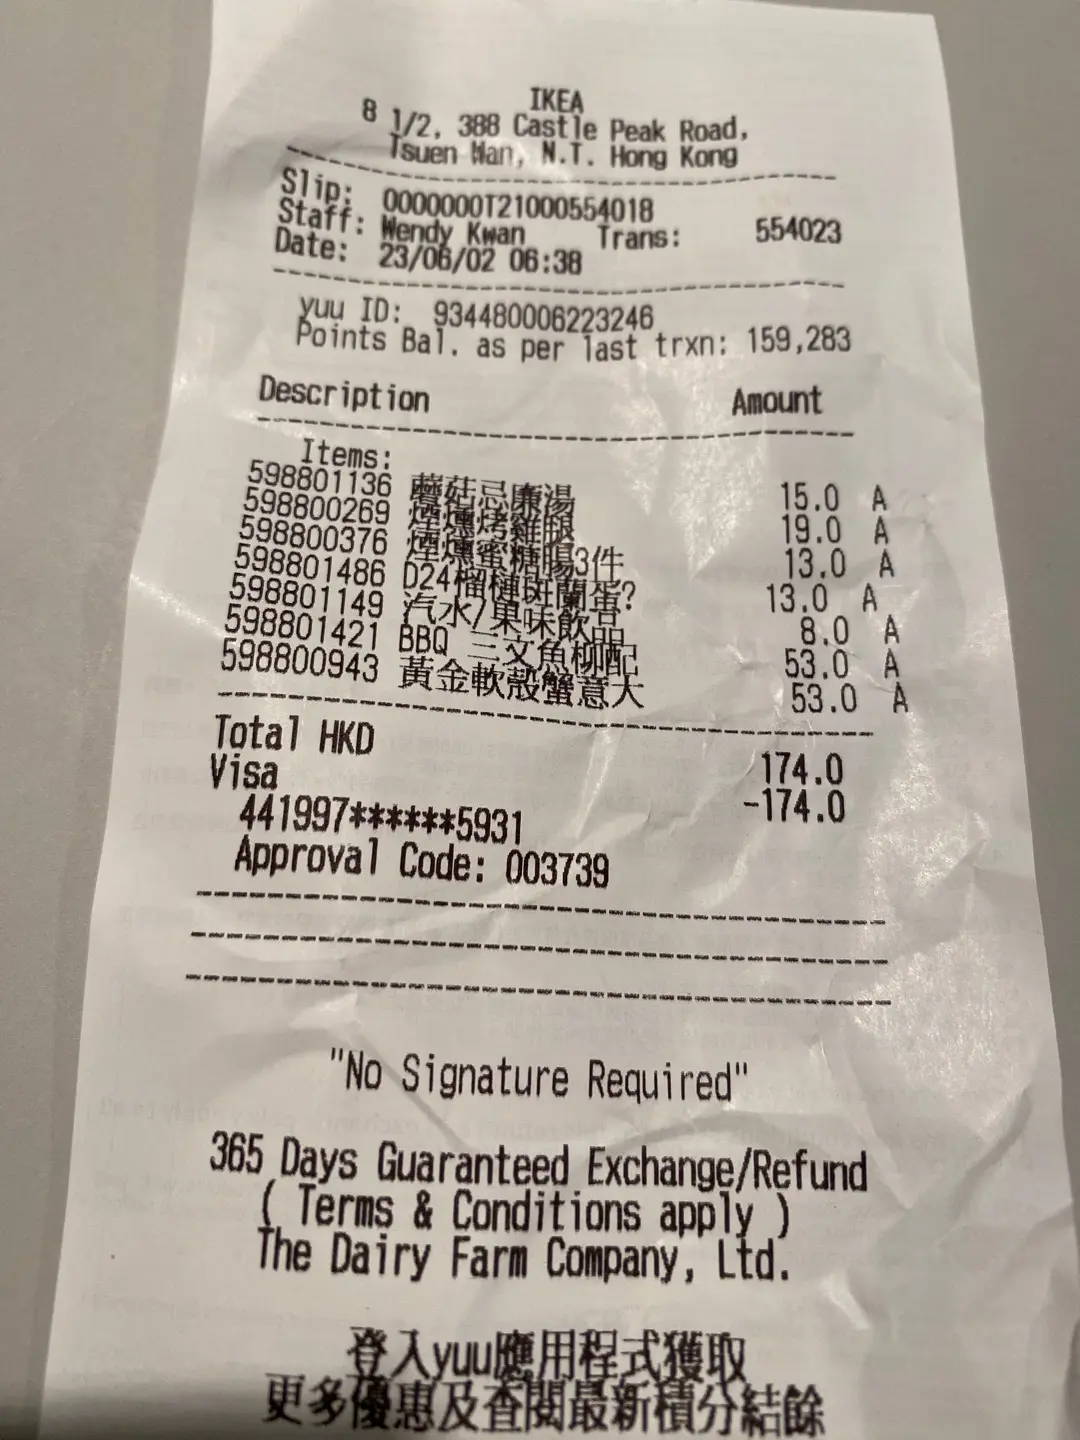 IKEA
8 1/2, 388 Castle Peak Road,
Tsuen Wan, N.T. Hong Kong
Slip: 0000000T21000554018
Staff: Wendy Kwan Trans: 554023
Date: 23/06/02 06:38
yuu ID: 934480006223246
Points Bal. as per last trxn: 159,283
Description Amount
Items:
598801136 蘑菇忌廉湯 15.0 A
598800269 煙燻烤雞腿 19.0 A
598800376 煙燻蜜糖腸3件 13.0 A
598801486 D24榴槤斑蘭蛋? 13.0 A
598801149 汽水/果味飲品 8.0 A
598801421 BBQ 三文魚柳配 53.0 A
598800943 黃金軟殼蟹意大 53.0 A
Total HKD 174.0
Visa -174.0
441997******5931
Approval Code: 003739
"No Signature Required"
365 Days Guaranteed Exchange/Refund
( Terms & Conditions apply )
The Dairy Farm Company, Ltd.
登入yuu應用程式獲取
更多優惠及查閱最新積分結餘